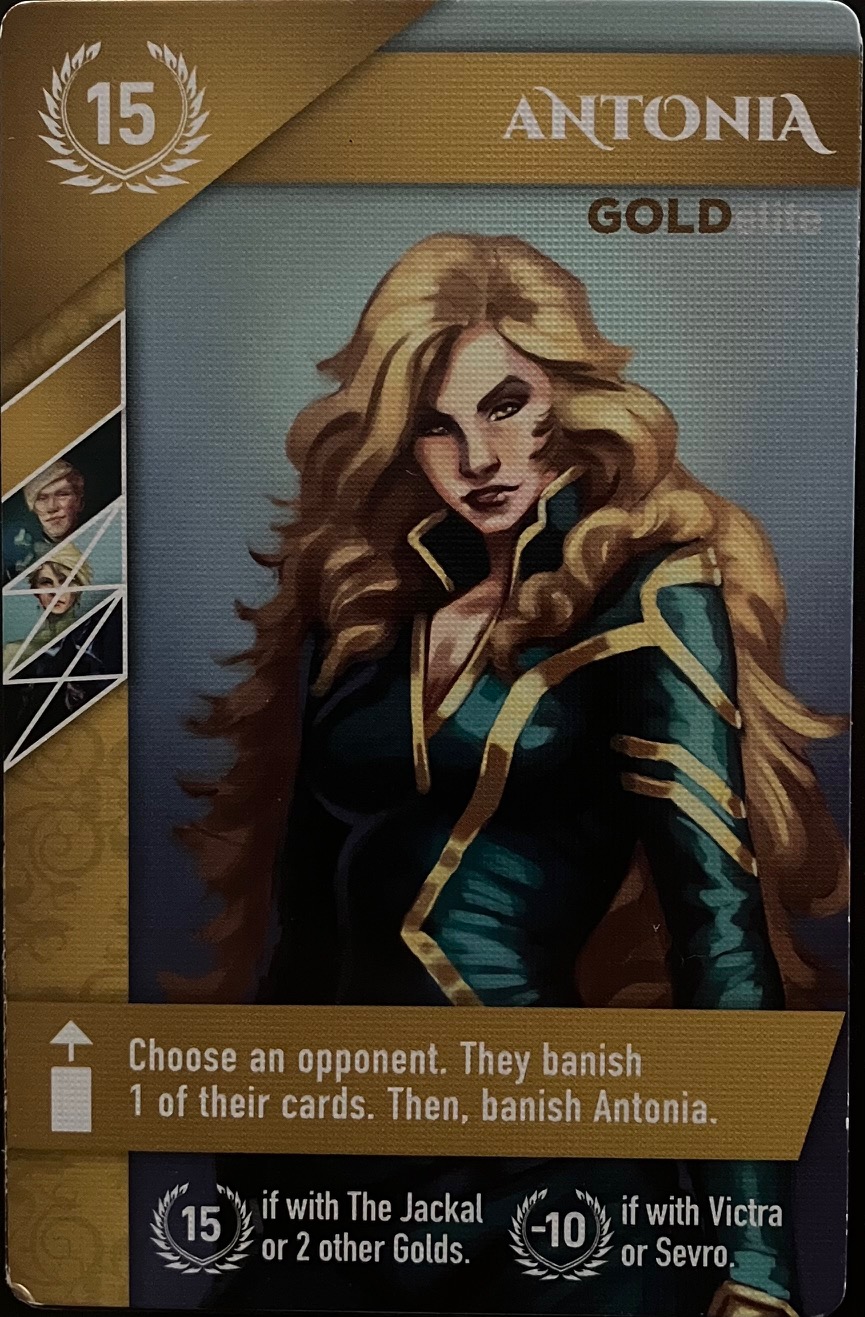 15
ANTONIA
GOLDelite
Choose an opponent. They banish
1 of their cards. Then, banish Antonia.
15 if with The Jackal
or 2 other Golds.
-10 if with Victra
or Sevro.